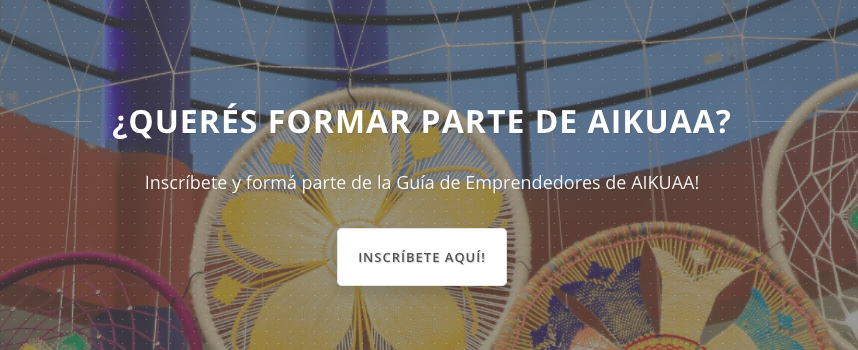 ¿QUERÉS FORMAR PARTE DE AIKUAA?
Inscríbete y formá parte de la Guía de Emprendedores de AIKUAA!
INSCRÍBETE AQUÍ!